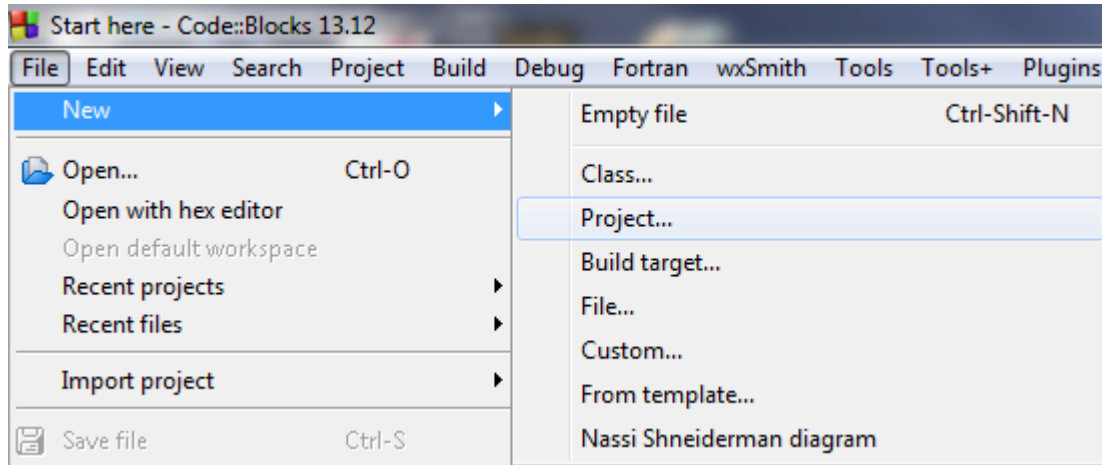 Start here - Code::Blocks 13.12
File Edit View Search Project Build Debug Fortran wxSmith Tools Tools+ Plugins
New
Open... Ctrl-O
Open with hex editor
Open default workspace
Recent projects
Recent files
Import project
Save file Ctrl-S
Empty file Ctrl-Shift-N
Class...
Project...
Build target...
File...
Custom...
From template...
Nassi Shneiderman diagram